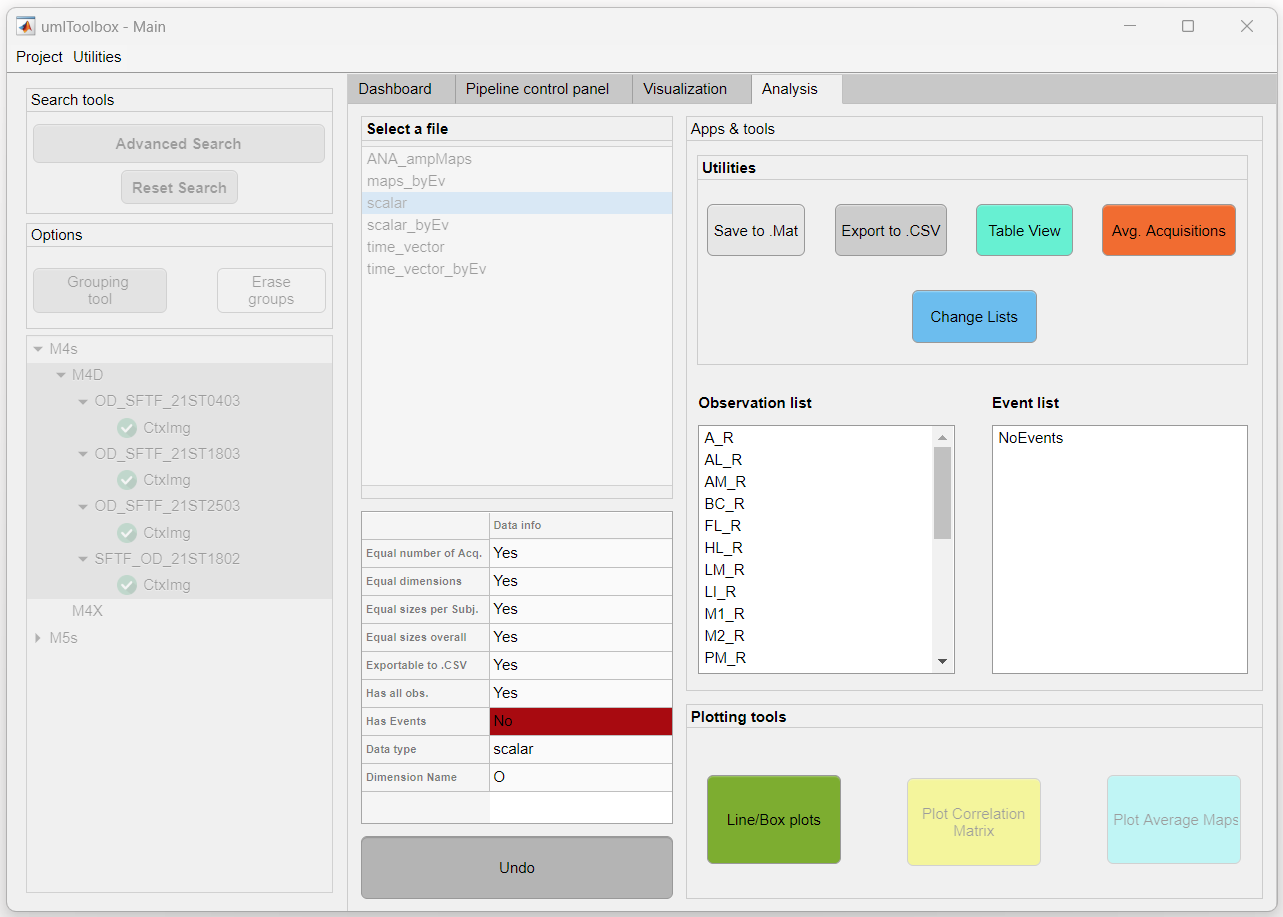 umIToolbox - Main
Project Utilities
Search tools
Advanced Search
Reset Search
Options
Grouping
tool
Erase
groups
M4s
M4D
OD_SFTF_21ST0403
CtxImg
OD_SFTF_21ST1803
CtxImg
OD_SFTF_21ST2503
CtxImg
SFTF_OD_21ST1802
CtxImg
M4X
M5s
Dashboard Pipeline control panel Visualization Analysis
Select a file
ANA_ampMaps
maps_byEv
scalar
scalar_byEv
time_vector
time_vector_byEv
Data info
Equal number of Acq. Yes
Equal dimensions Yes
Equal sizes per Subj. Yes
Equal sizes overall Yes
Exportable to .CSV Yes
Has all obs. Yes
Has Events No
Data type scalar
Dimension Name O
Undo
Apps & tools
Utilities
Save to .Mat Export to .CSV Table View Avg. Acquisitions
Change Lists
Observation list
A_R
AL_R
AM_R
BC_R
FL_R
HL_R
LM_R
LI_R
M1_R
M2_R
PM_R
Event list
NoEvents
Plotting tools
Line/Box plots
Plot Correlation
Matrix
Plot Average Maps